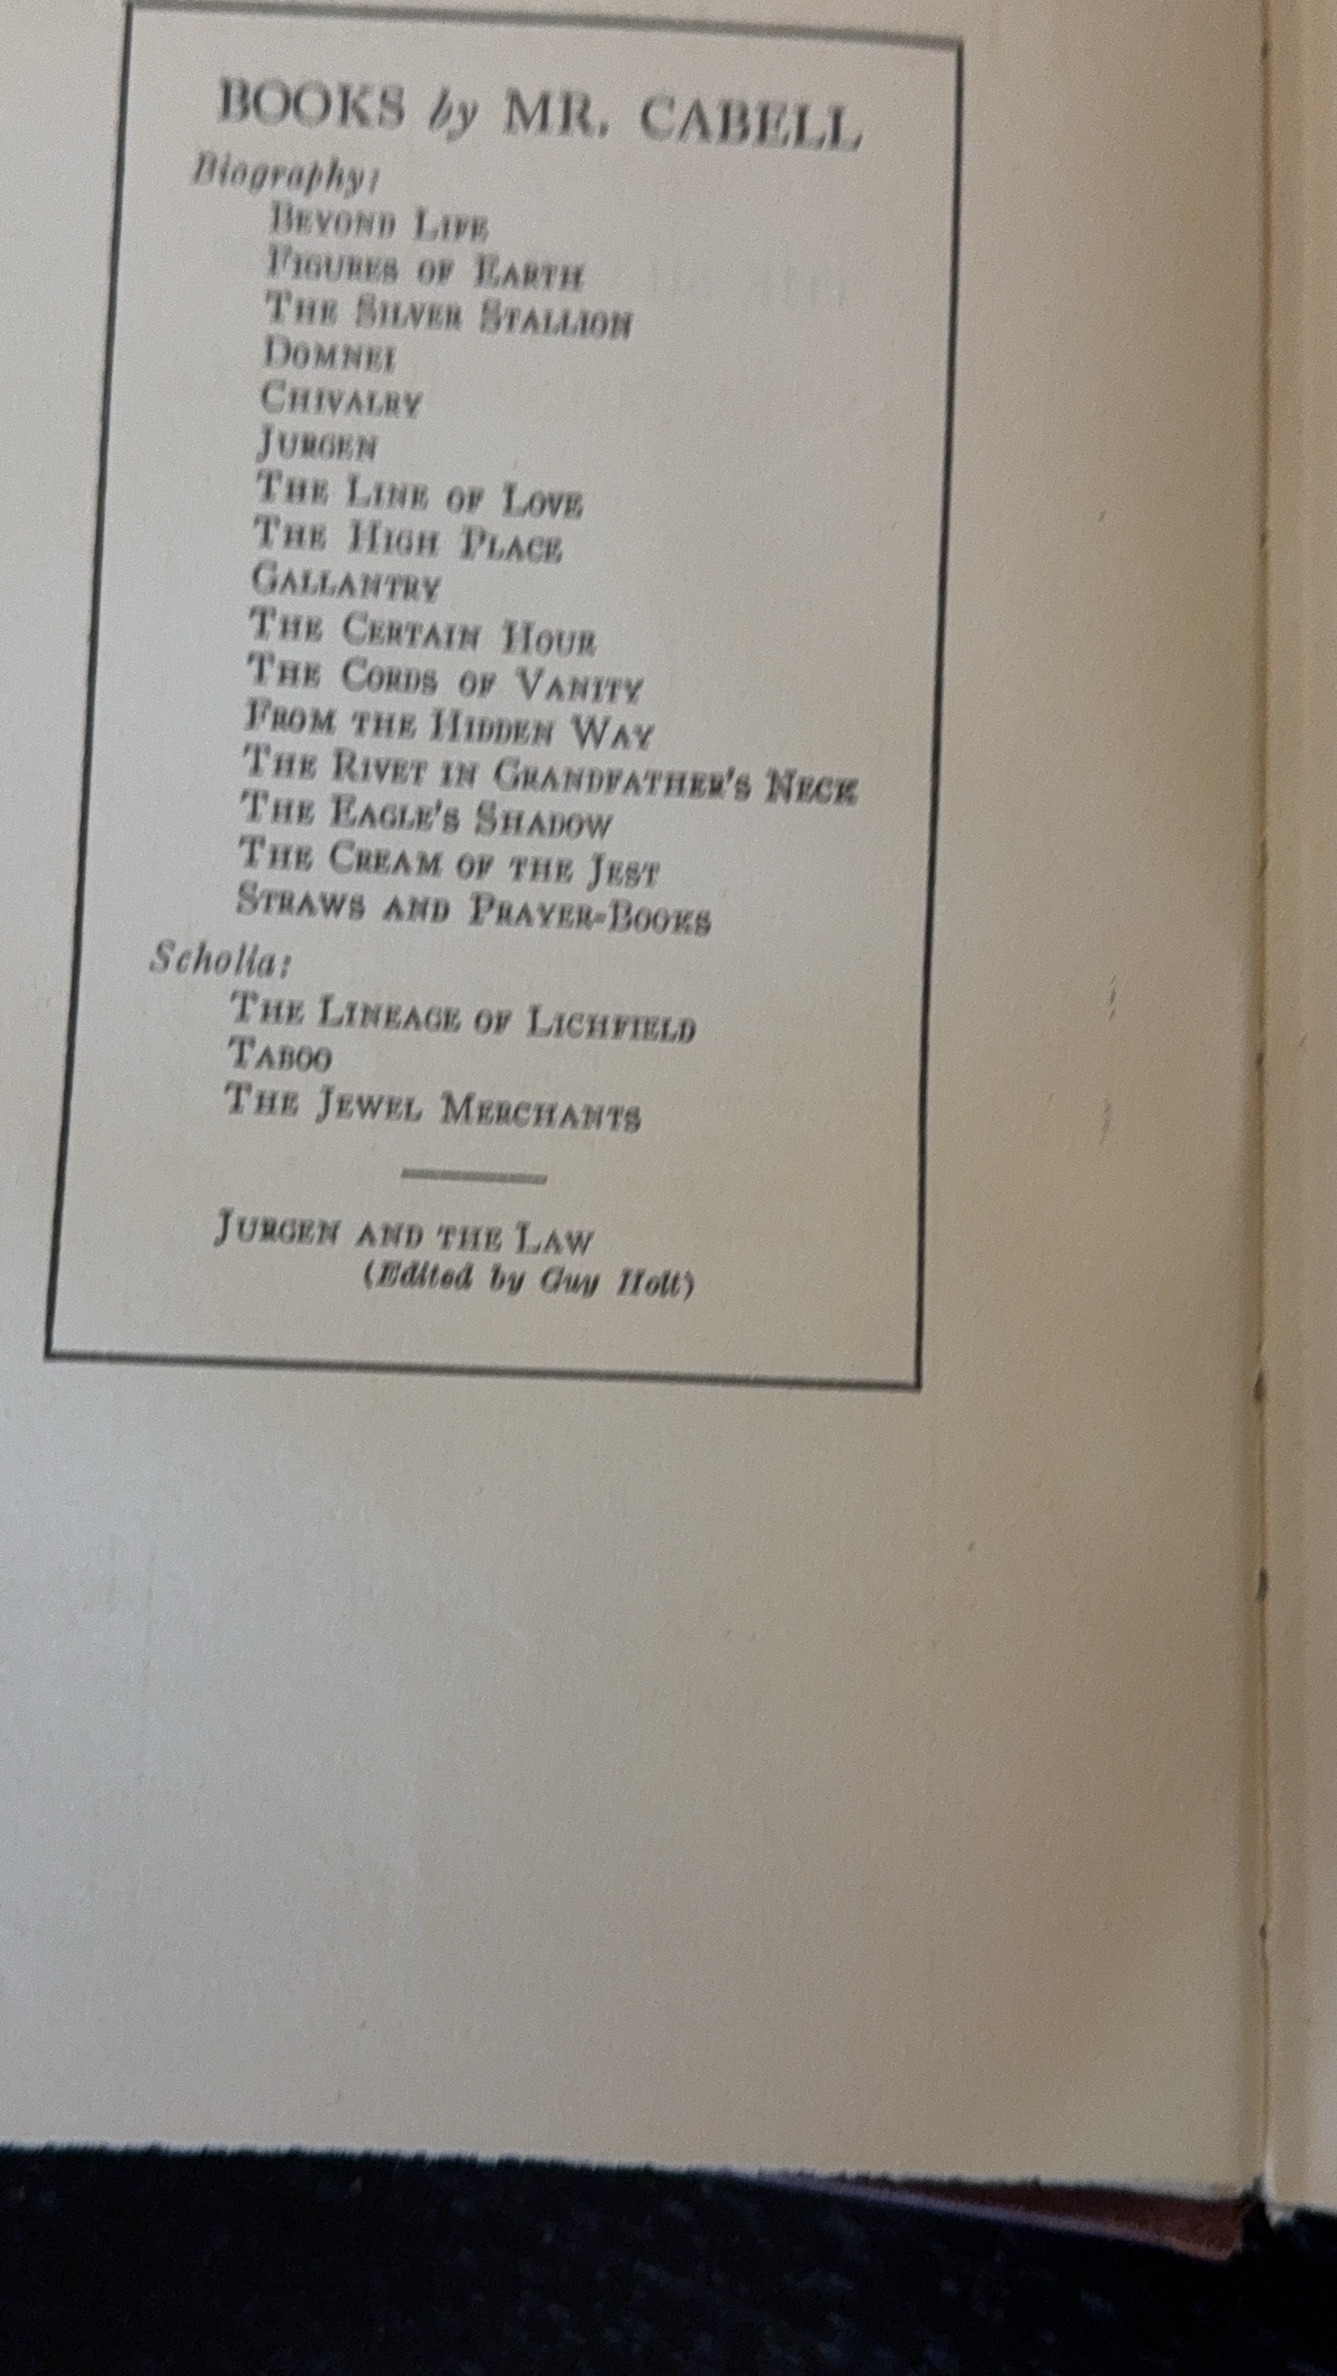 BOOKS by MR. CABELL
Biography:
BEYOND LIFE
FIGURES OF EARTH
THE SILVER STALLION
DOMNEI
CHIVALRY
JURGEN
THE LINE OF LOVE
THE HIGH PLACE
GALLANTRY
THE CERTAIN HOUR
THE CORDS OF VANITY
FROM THE HIDDEN WAY
THE RIVET IN GRANDFATHER'S NECK
THE EAGLE'S SHADOW
THE CREAM OF THE JEST
STRAWS AND PRAYER-BOOKS
Scholia:
THE LINEAGE OF LICHFIELD
TABOO
THE JEWEL MERCHANTS
JURGEN AND THE LAW
(Edited by Guy Holt)